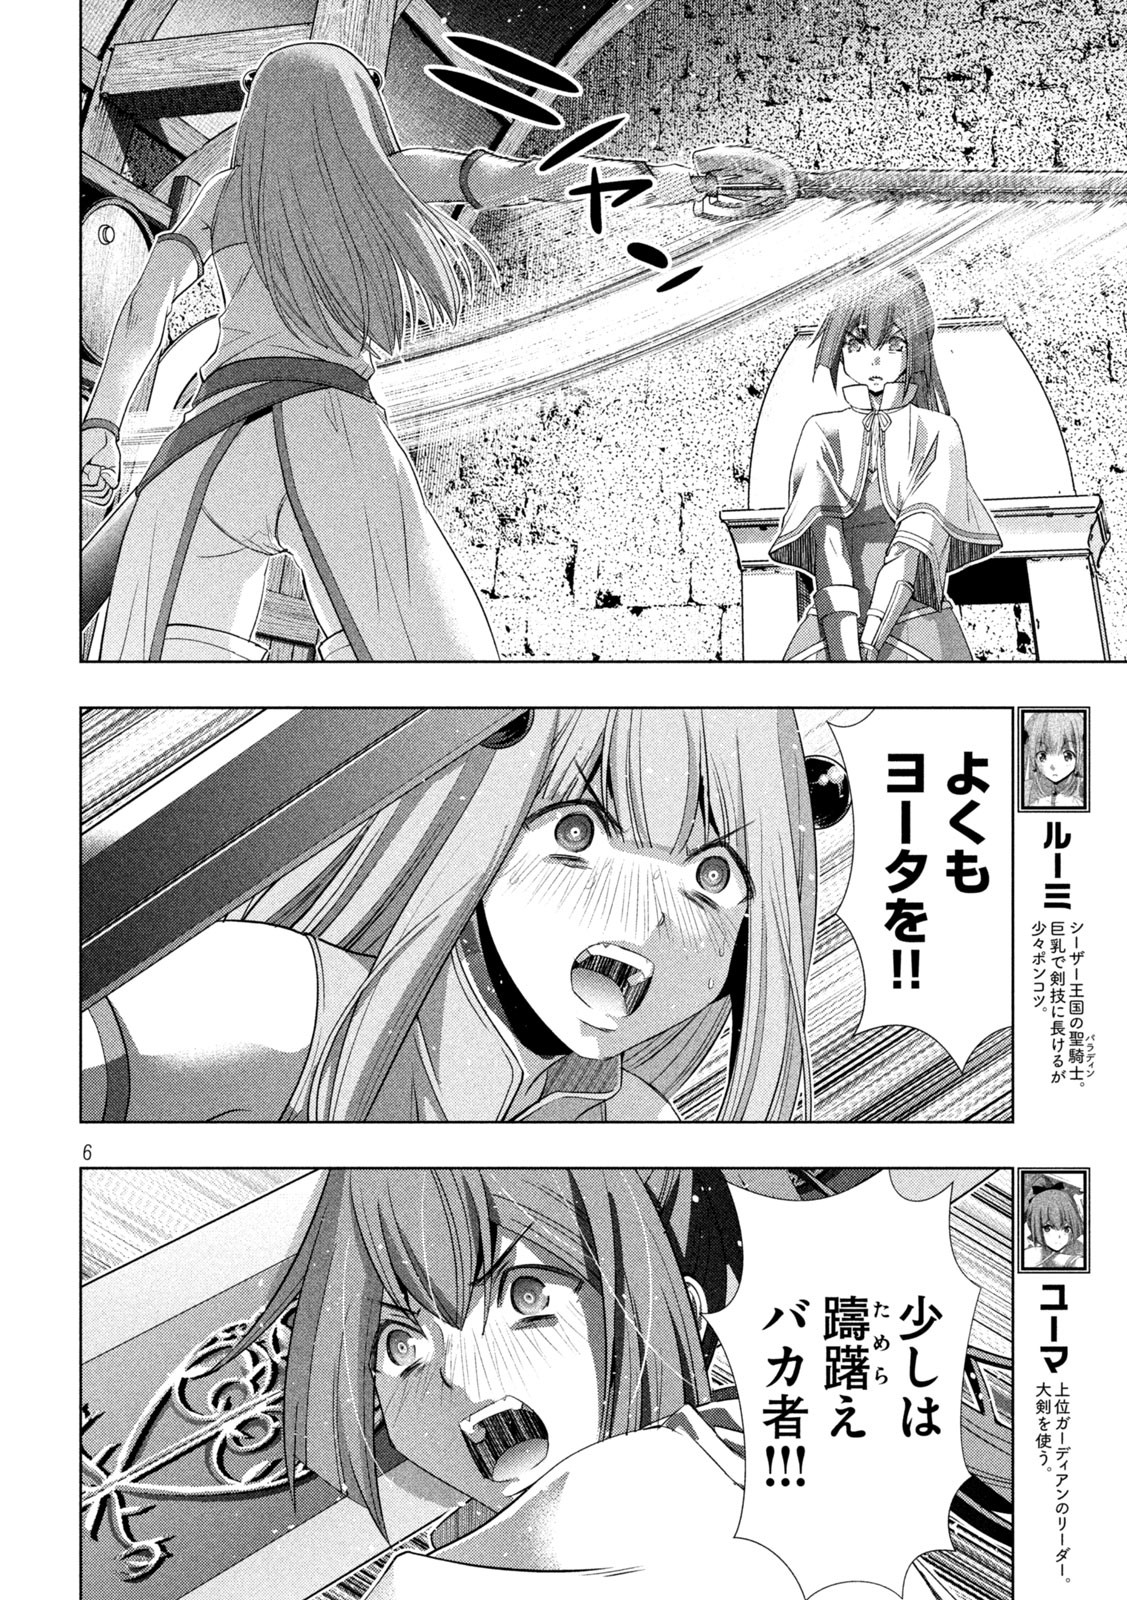 ジャキン
よくも
ヨータを!!
ルーミ
シーザー王国の聖騎士。
パラディン
巨乳で剣技に長けるが
少々ポンコツ。
6
少しは
躊躇え
ためら
バカ者!!!
ユーマ
上位ガーディアンのリーダー。
大剣を使う。